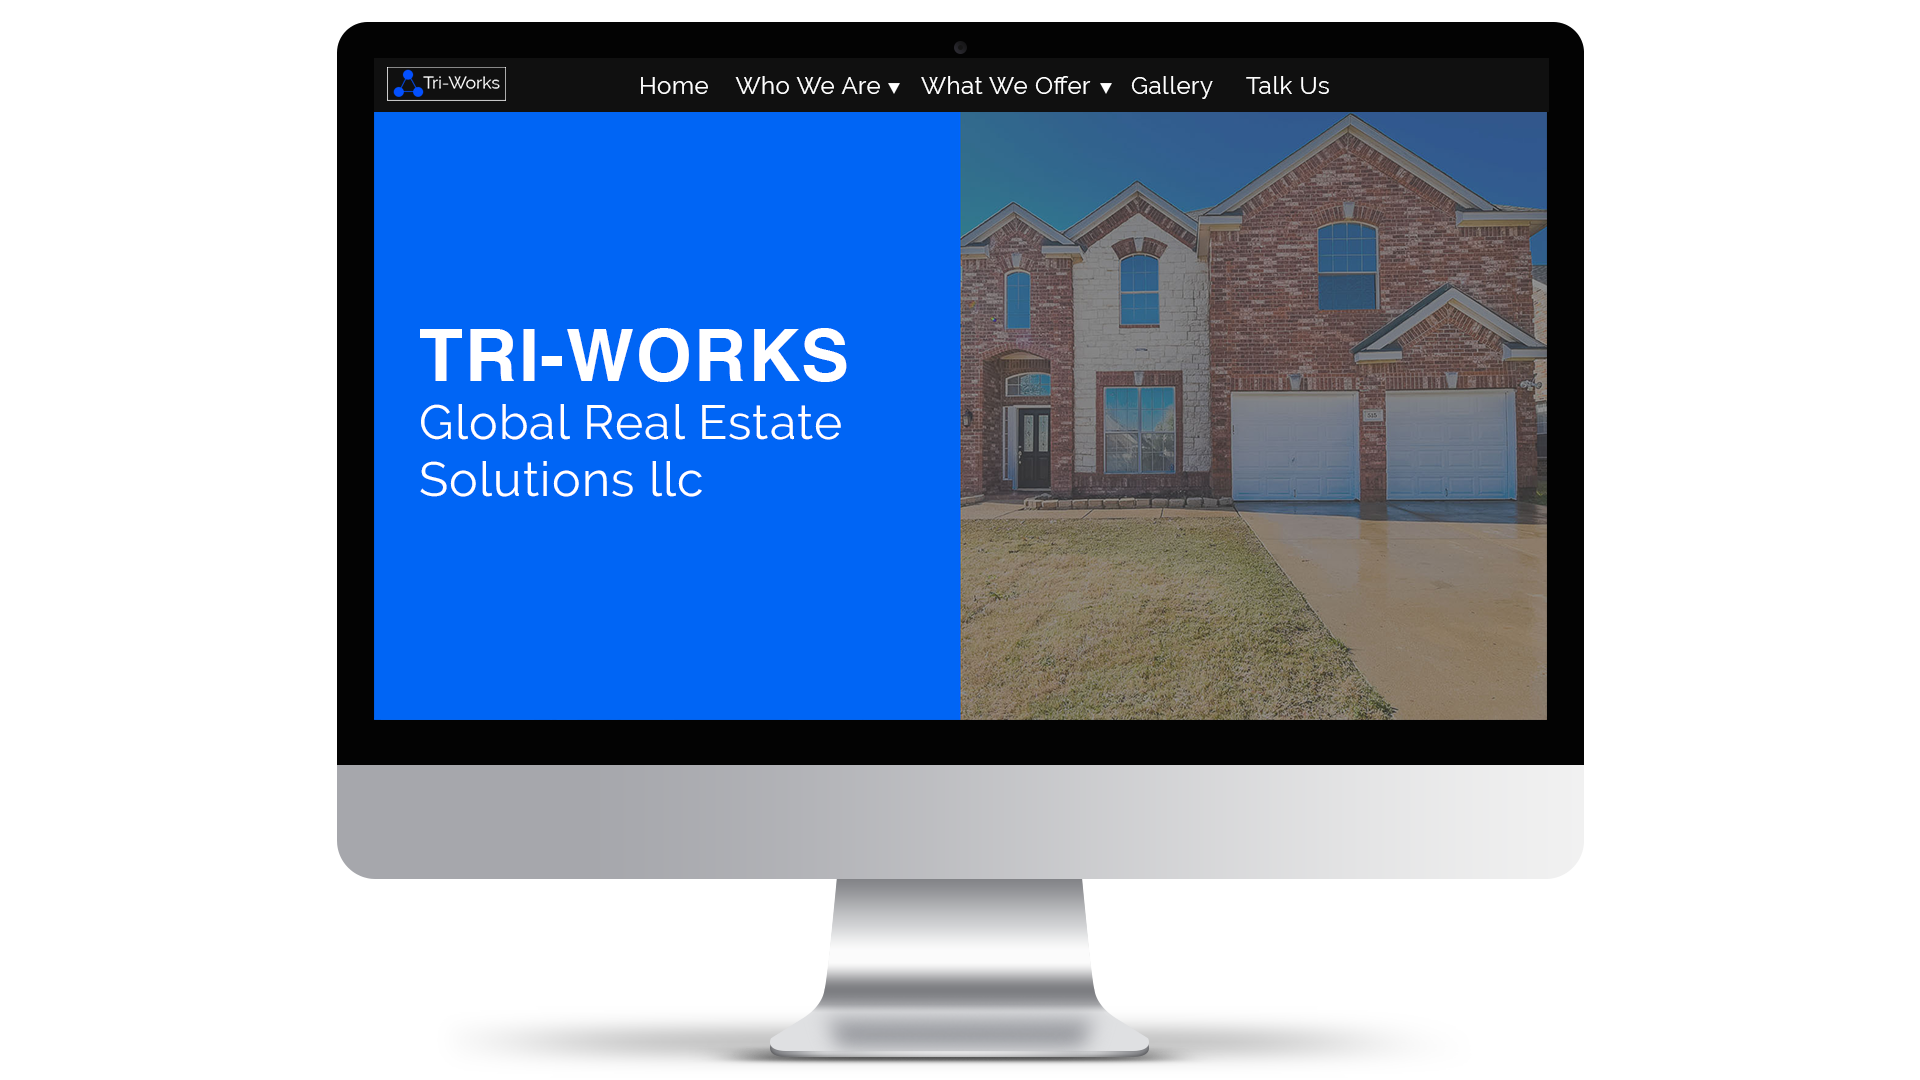 Tri-Works
Home Who We Are ▼ What We Offer ▼ Gallery Talk Us
TRI-WORKS
Global Real Estate
Solutions llc